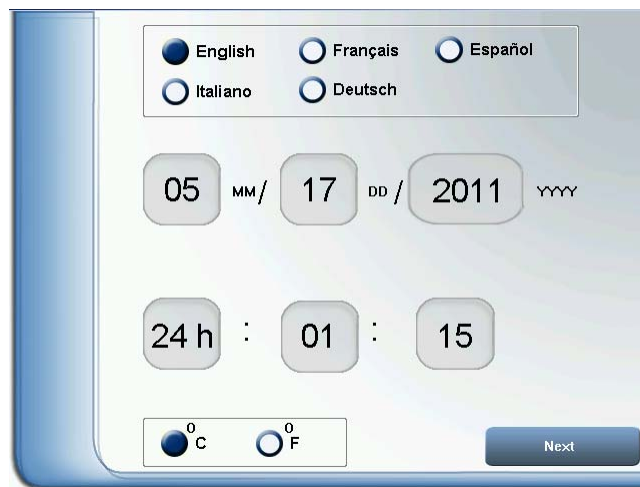 English Français Español
Italiano Deutsch
05 MM/ 17 DD / 2011 YYYY
24 h : 01 : 15
°C °F
Next